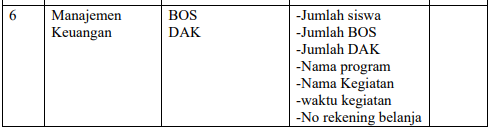 6 Manajemen BOS -Jumlah siswa
Keuangan DAK -Jumlah BOS
-Jumlah DAK
-Nama program
-Nama Kegiatan
-waktu kegiatan
-No rekening belanja